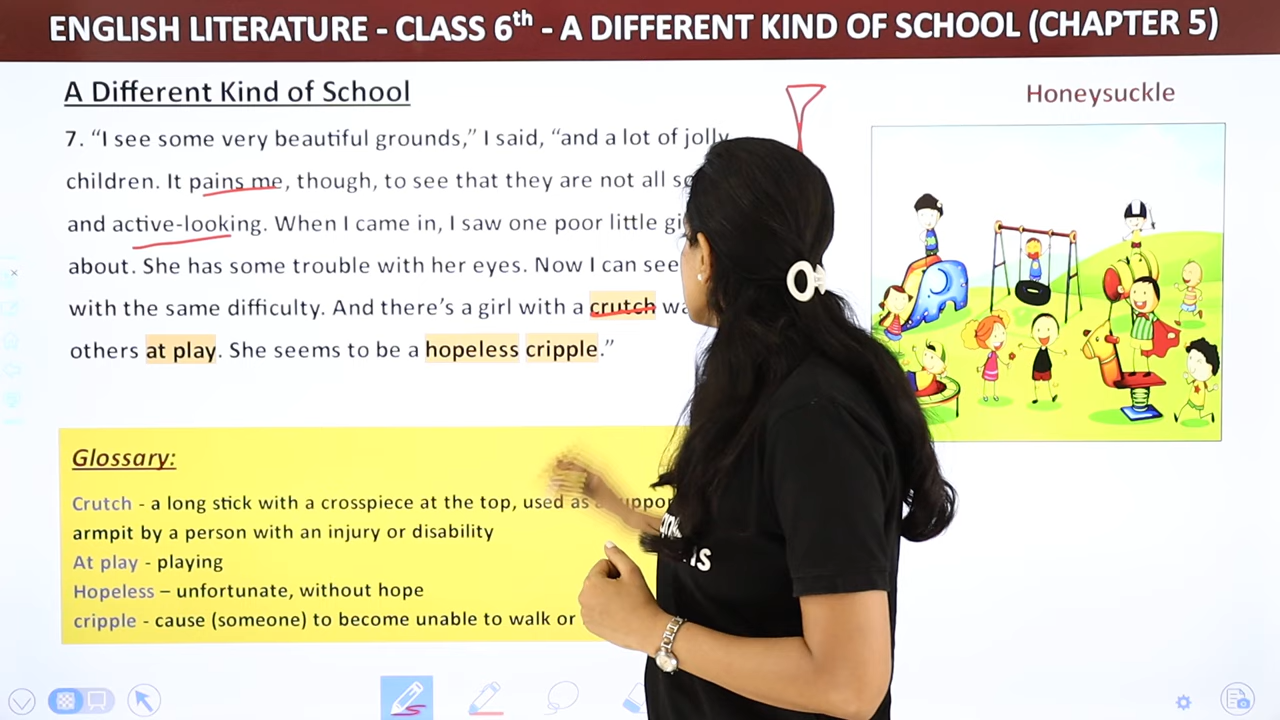 ENGLISH LITERATURE - CLASS 6th - A DIFFERENT KIND OF SCHOOL (CHAPTER 5)
A Different Kind of School
Honeysuckle
7. “I see some very beautiful grounds,” I said, “and a lot of jolly
children. It pains me, though, to see that they are not all
and active-looking. When I came in, I saw one poor little
about. She has some trouble with her eyes. Now I can see
with the same difficulty. And there’s a girl with a crutch
others at play. She seems to be a hopeless cripple.”
Glossary:
Crutch - a long stick with a crosspiece at the top, used as
armpit by a person with an injury or disability
At play - playing
Hopeless – unfortunate, without hope
cripple - cause (someone) to become unable to walk or